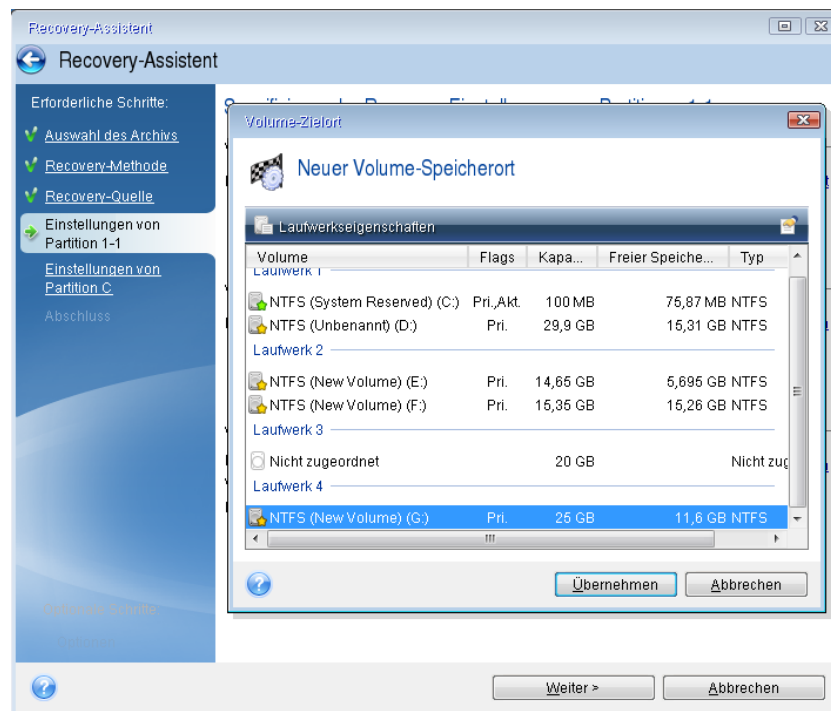 Recovery-Assistent
Recovery-Assistent
Erforderliche Schritte:
Auswahl des Archivs
Recovery-Methode
Recovery-Quelle
Einstellungen von
Partition 1-1
Einstellungen von
Partition C
Abschluss
Volume-Zielort
Neuer Volume-Speicherort
Laufwerkseigenschaften
Volume Flags Kapa... Freier Speiche... Typ
Laufwerk 1
NTFS (System Reserved) (C:) Pri.,Akt. 100 MB 75,87 MB NTFS
NTFS (Unbenannt) (D:) Pri. 29,9 GB 15,31 GB NTFS
Laufwerk 2
NTFS (New Volume) (E:) Pri. 14,65 GB 5,695 GB NTFS
NTFS (New Volume) (F:) Pri. 15,35 GB 15,26 GB NTFS
Laufwerk 3
Nicht zugeordnet 20 GB Nicht zug
Laufwerk 4
NTFS (New Volume) (G:) Pri. 25 GB 11,6 GB NTFS
Übernehmen Abbrechen
Weiter > Abbrechen